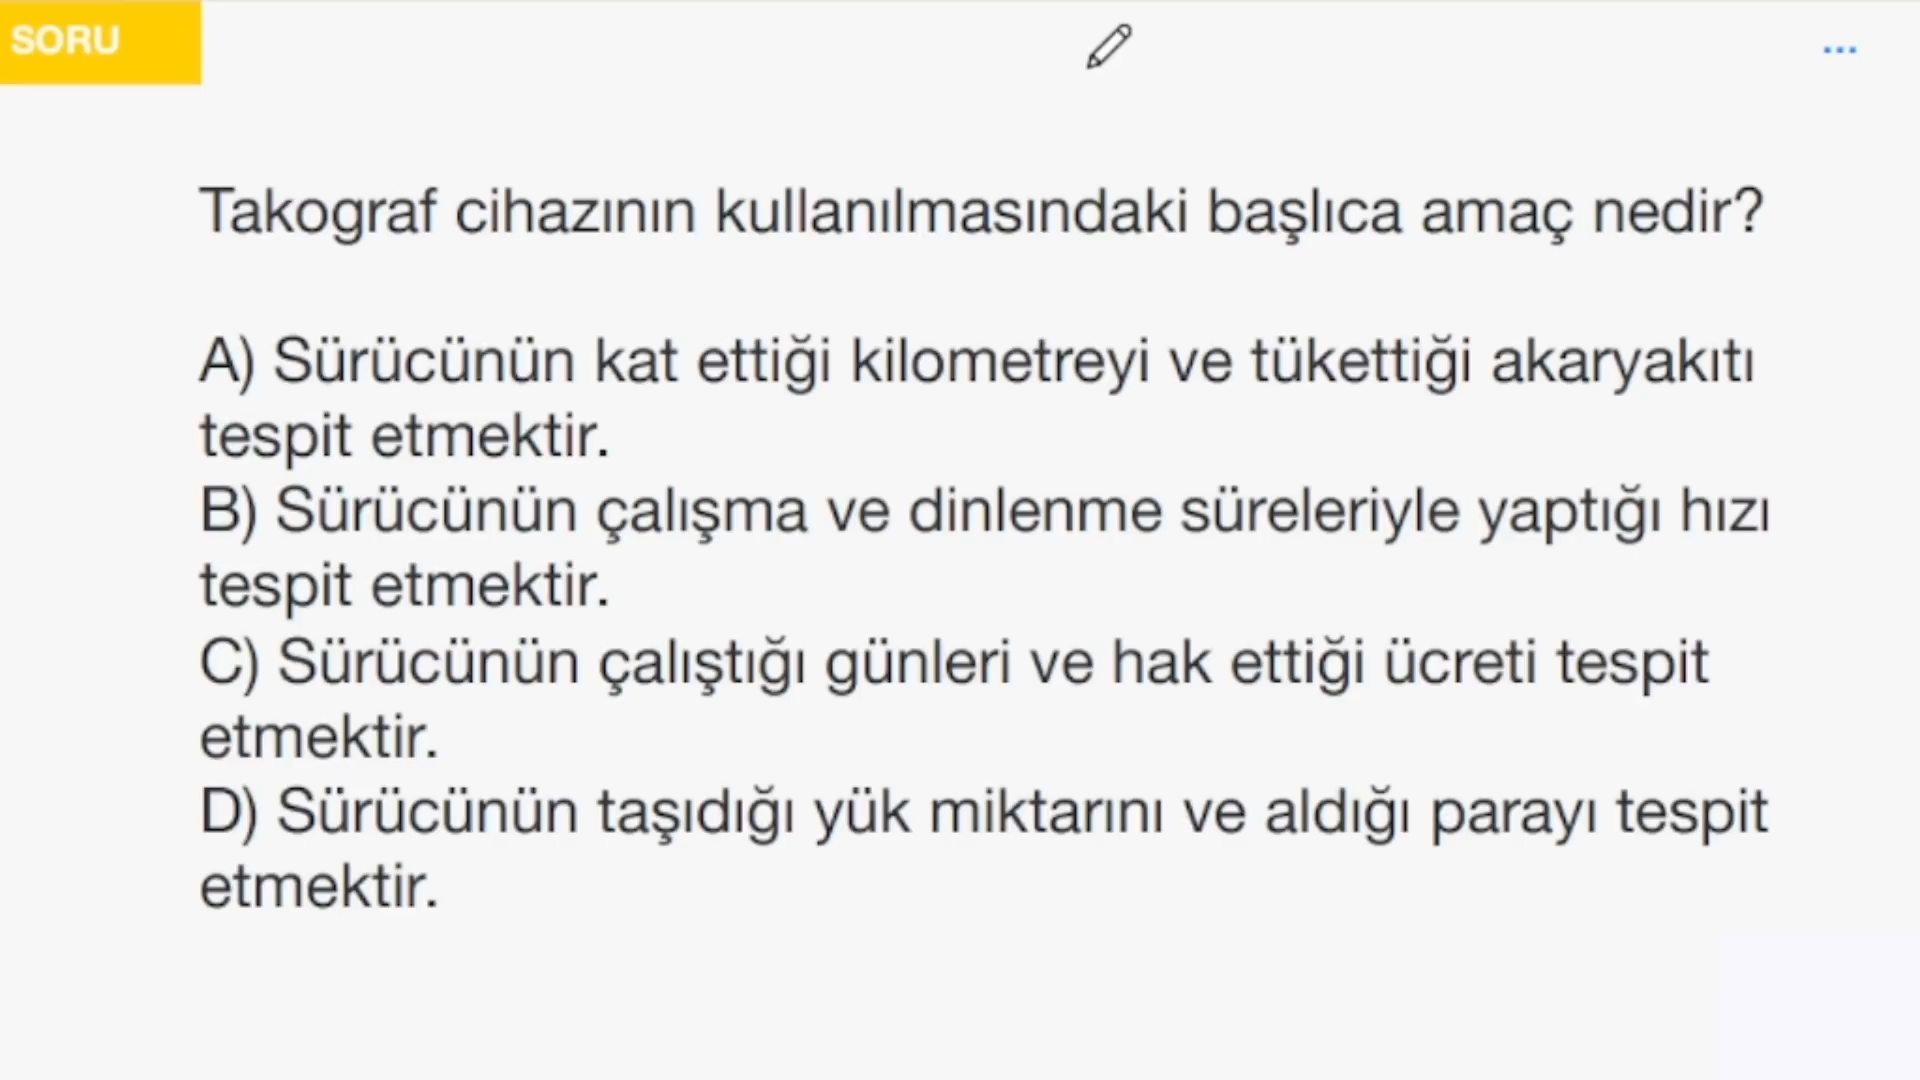 SORU
Takograf cihazının kullanılmasındaki başlıca amaç nedir?
A) Sürücünün kat ettiği kilometreyi ve tükettiği akaryakıtı
tespit etmektir.
B) Sürücünün çalışma ve dinlenme süreleriyle yaptığı hızı
tespit etmektir.
C) Sürücünün çalıştığı günleri ve hak ettiği ücreti tespit
etmektir.
D) Sürücünün taşıdığı yük miktarını ve aldığı parayı tespit
etmektir.